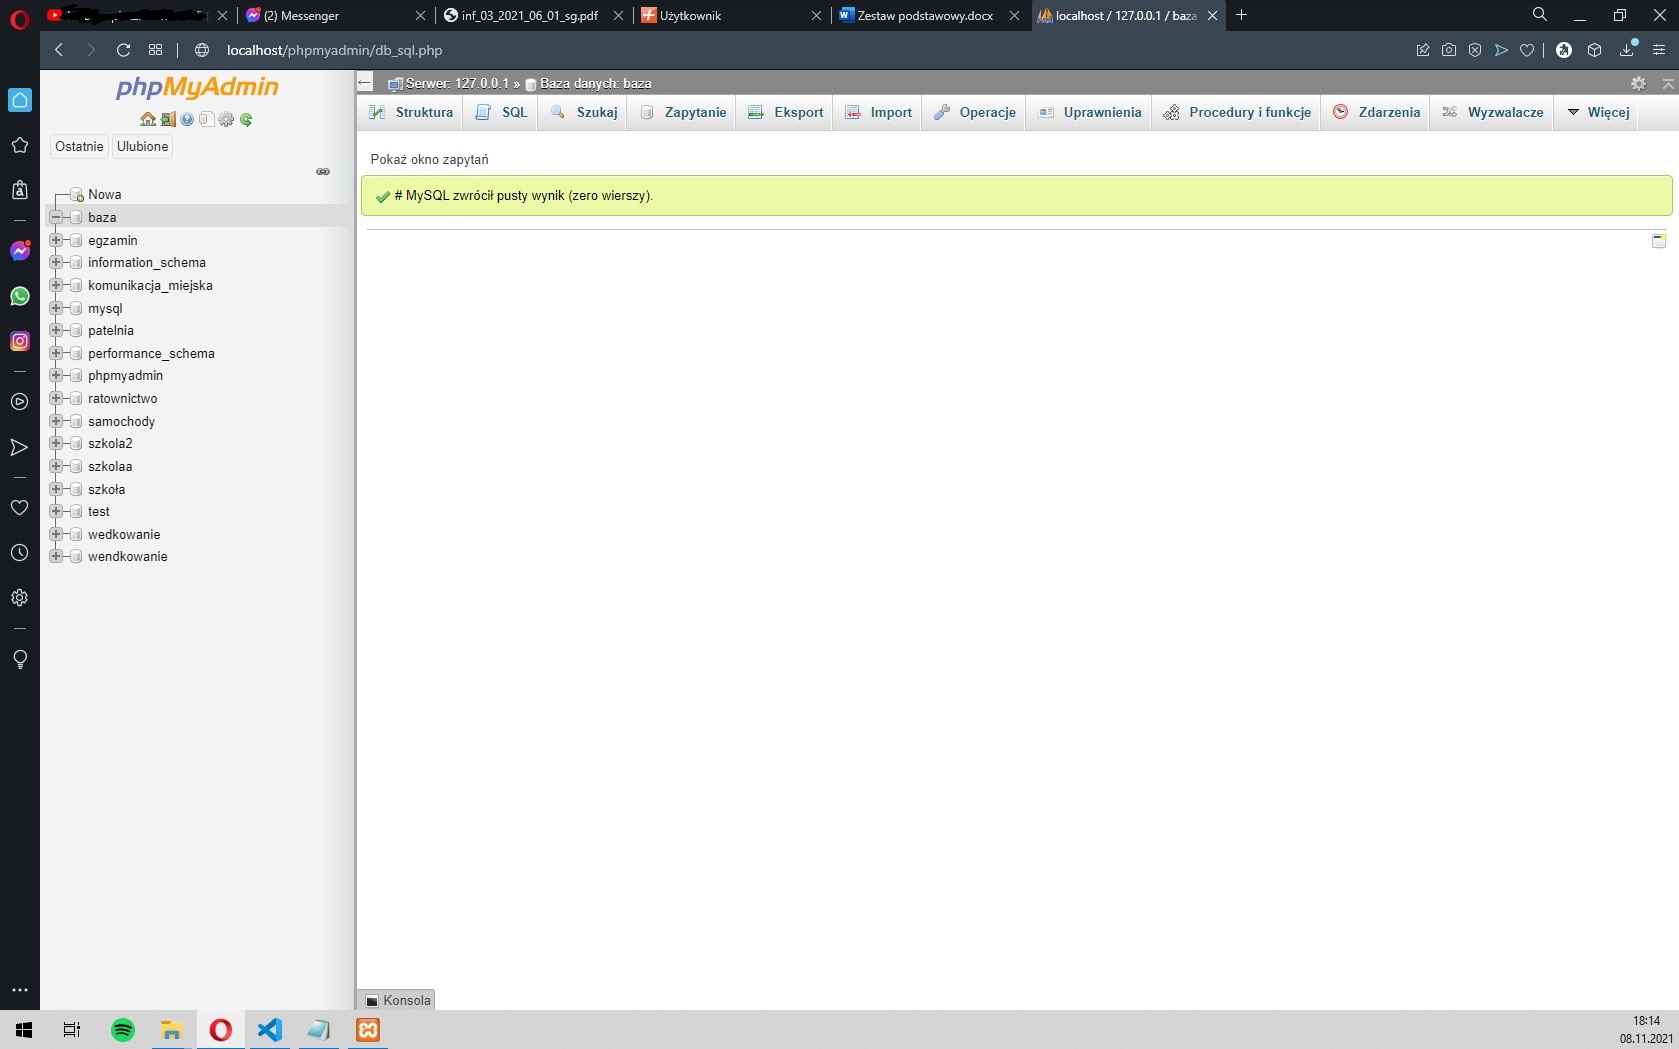 (2) Messenger
inf_03_2021_06_01_sg.pdf
Użytkownik
Zestaw podstawowy.docx
localhost / 127.0.0.1 / baza
localhost/phpmyadmin/db_sql.php
phpMyAdmin
Ostatnie
Ulubione
Nowa
baza
egzamin
information_schema
komunikacja_miejska
mysql
patelnia
performance_schema
phpmyadmin
ratownictwo
samochody
szkola2
szkolaa
szkoła
test
wedkowanie
wendkowanie
Serwer: 127.0.0.1 » Baza danych: baza
Struktura
SQL
Szukaj
Zapytanie
Eksport
Import
Operacje
Uprawnienia
Procedury i funkcje
Zdarzenia
Wyzwalacze
Więcej
Pokaż okno zapytań
# MySQL zwrócił pusty wynik (zero wierszy).
Konsola
18:14
08.11.2021